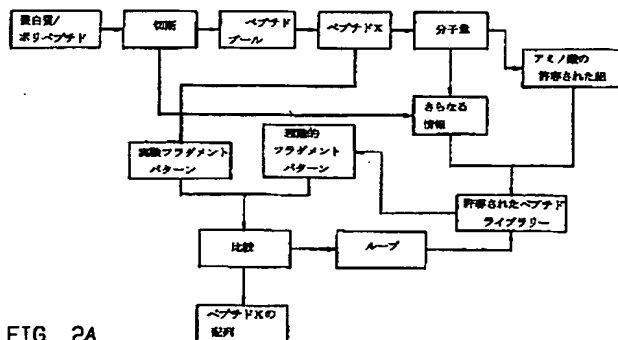 蛋白質/
ポリペプチド
切断
ペプチド
プール
ペプチドX
分子量
アミノ酸の
許容された組
さらなる
情報
実験フラグメント
パターン
理論的
フラグメント
パターン
許容されたペプチド
ライブラリー
比較
ループ
ペプチドXの
配列
FIG. 2A